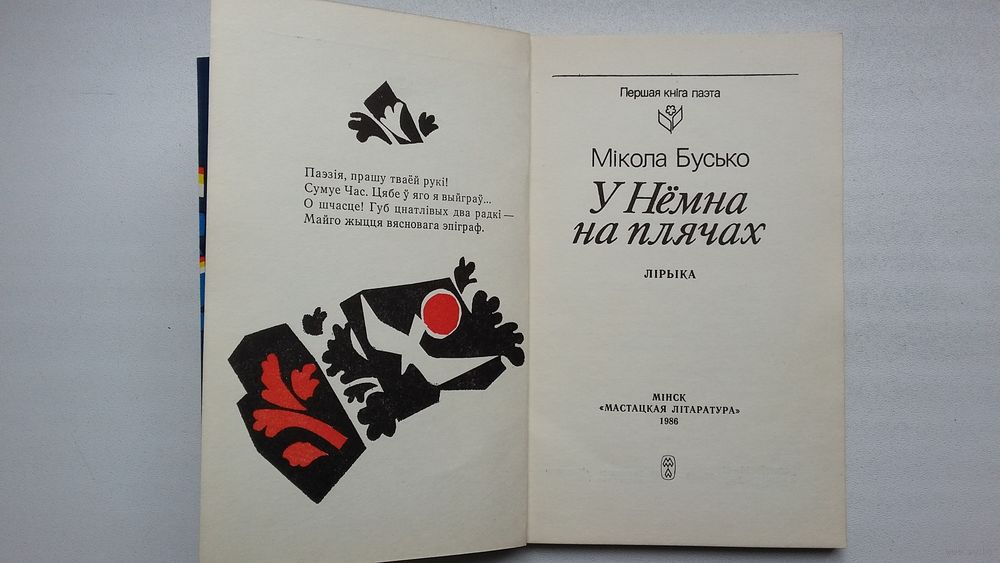 Паэзія, прашу тваёй рукі!
Сумуе Час. Цябе ў яго я выйграў...
О шчасце! Губ цнатлівых два радкі —
Майго жыцця вясновага эпіграф.
Першая кніга паэта
Мікола Бусько
У Нёмна
на плячах
ЛІРЫКА
МІНСК
«МАСТАЦКАЯ ЛІТАРАТУРА»
1986